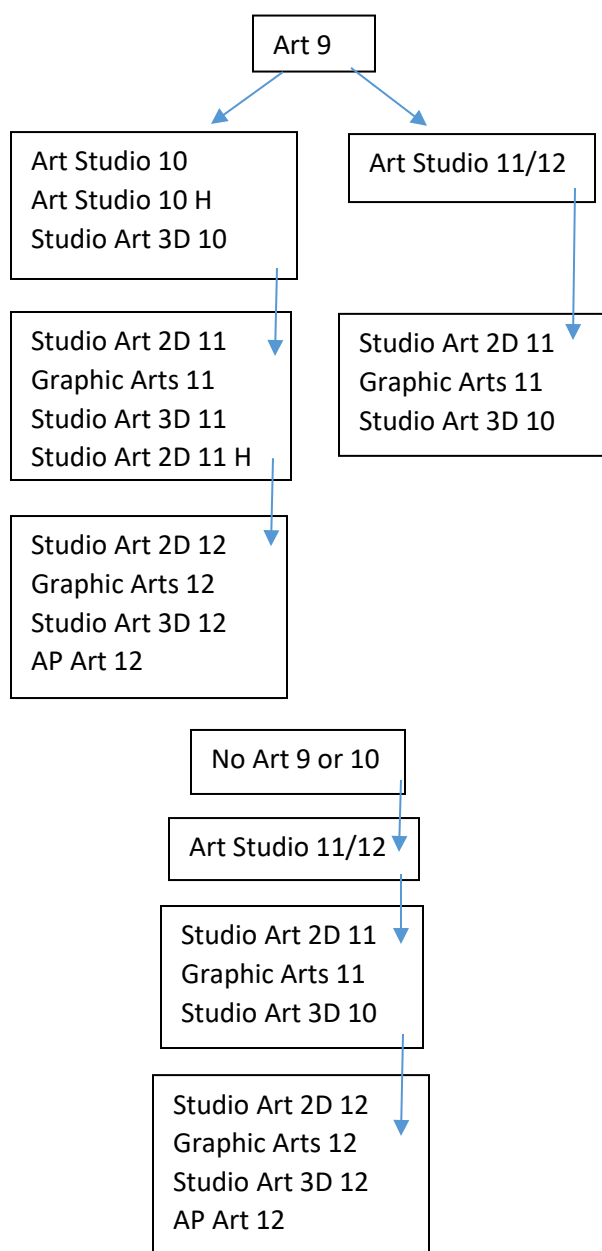 Art 9
Art Studio 10
Art Studio 10 H
Studio Art 3D 10
Art Studio 11/12
Studio Art 2D 11
Graphic Arts 11
Studio Art 3D 11
Studio Art 2D 11 H
Studio Art 2D 11
Graphic Arts 11
Studio Art 3D 10
Studio Art 2D 12
Graphic Arts 12
Studio Art 3D 12
AP Art 12
No Art 9 or 10
Art Studio 11/12
Studio Art 2D 11
Graphic Arts 11
Studio Art 3D 10
Studio Art 2D 12
Graphic Arts 12
Studio Art 3D 12
AP Art 12